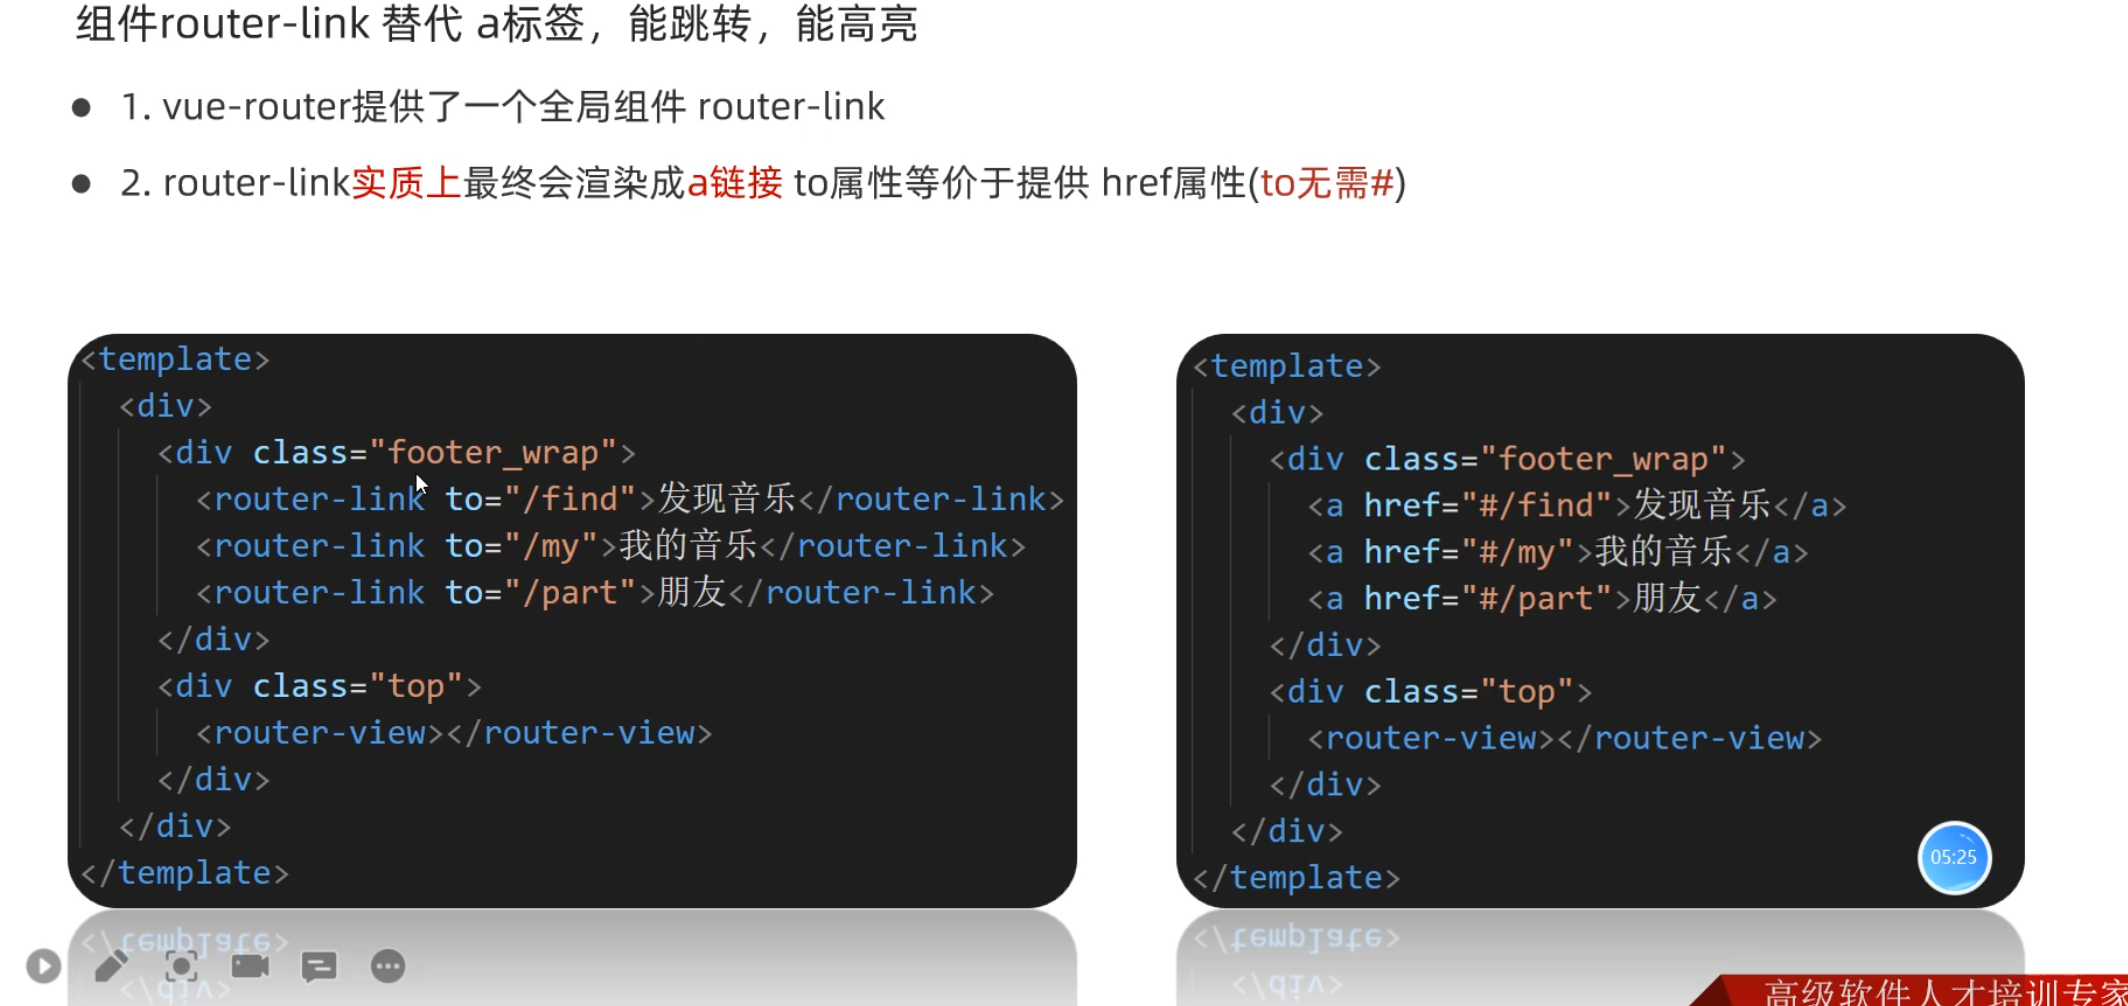 组件router-link 替代 a标签，能跳转，能高亮
● 1. vue-router提供了一个全局组件 router-link
● 2. router-link实质上最终会渲染成a链接 to属性等价于提供 href属性(to无需#)
<template>
<div>
<div class="footer_wrap">
<router-link to="/find">发现音乐</router-link>
<router-link to="/my">我的音乐</router-link>
<router-link to="/part">朋友</router-link>
</div>
<div class="top">
<router-view></router-view>
</div>
</div>
</template>
<template>
<div>
<div class="footer_wrap">
<a href="#/find">发现音乐</a>
<a href="#/my">我的音乐</a>
<a href="#/part">朋友</a>
</div>
<div class="top">
<router-view></router-view>
</div>
</div>
</template>
05:25
高级软件人才培训专家